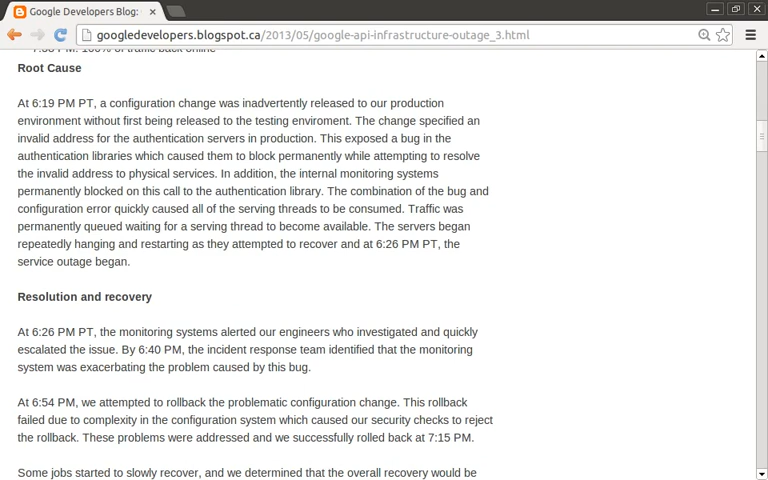 Google Developers Blog:
googledevelopers.blogspot.ca/2013/05/google-api-infrastructure-outage_3.html
7:35 PM: 100% of traffic back online
Root Cause
At 6:19 PM PT, a configuration change was inadvertently released to our production
environment without first being released to the testing enviroment. The change specified an
invalid address for the authentication servers in production. This exposed a bug in the
authentication libraries which caused them to block permanently while attempting to resolve
the invalid address to physical services. In addition, the internal monitoring systems
permanently blocked on this call to the authentication library. The combination of the bug and
configuration error quickly caused all of the serving threads to be consumed. Traffic was
permanently queued waiting for a serving thread to become available. The servers began
repeatedly hanging and restarting as they attempted to recover and at 6:26 PM PT, the
service outage began.
Resolution and recovery
At 6:26 PM PT, the monitoring systems alerted our engineers who investigated and quickly
escalated the issue. By 6:40 PM, the incident response team identified that the monitoring
system was exacerbating the problem caused by this bug.
At 6:54 PM, we attempted to rollback the problematic configuration change. This rollback
failed due to complexity in the configuration system which caused our security checks to reject
the rollback. These problems were addressed and we successfully rolled back at 7:15 PM.
Some jobs started to slowly recover, and we determined that the overall recovery would be